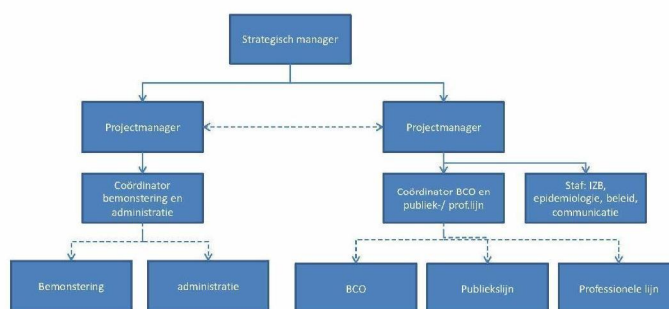 Strategisch manager
Projectmanager
Projectmanager
Coördinator
bemonstering en
administratie
Coördinator BCO en
publiek-/ prof.lijn
Staf: IZB,
epidemiologie, beleid,
communicatie
Bemonstering
administratie
BCO
Publiekslijn
Professionele lijn